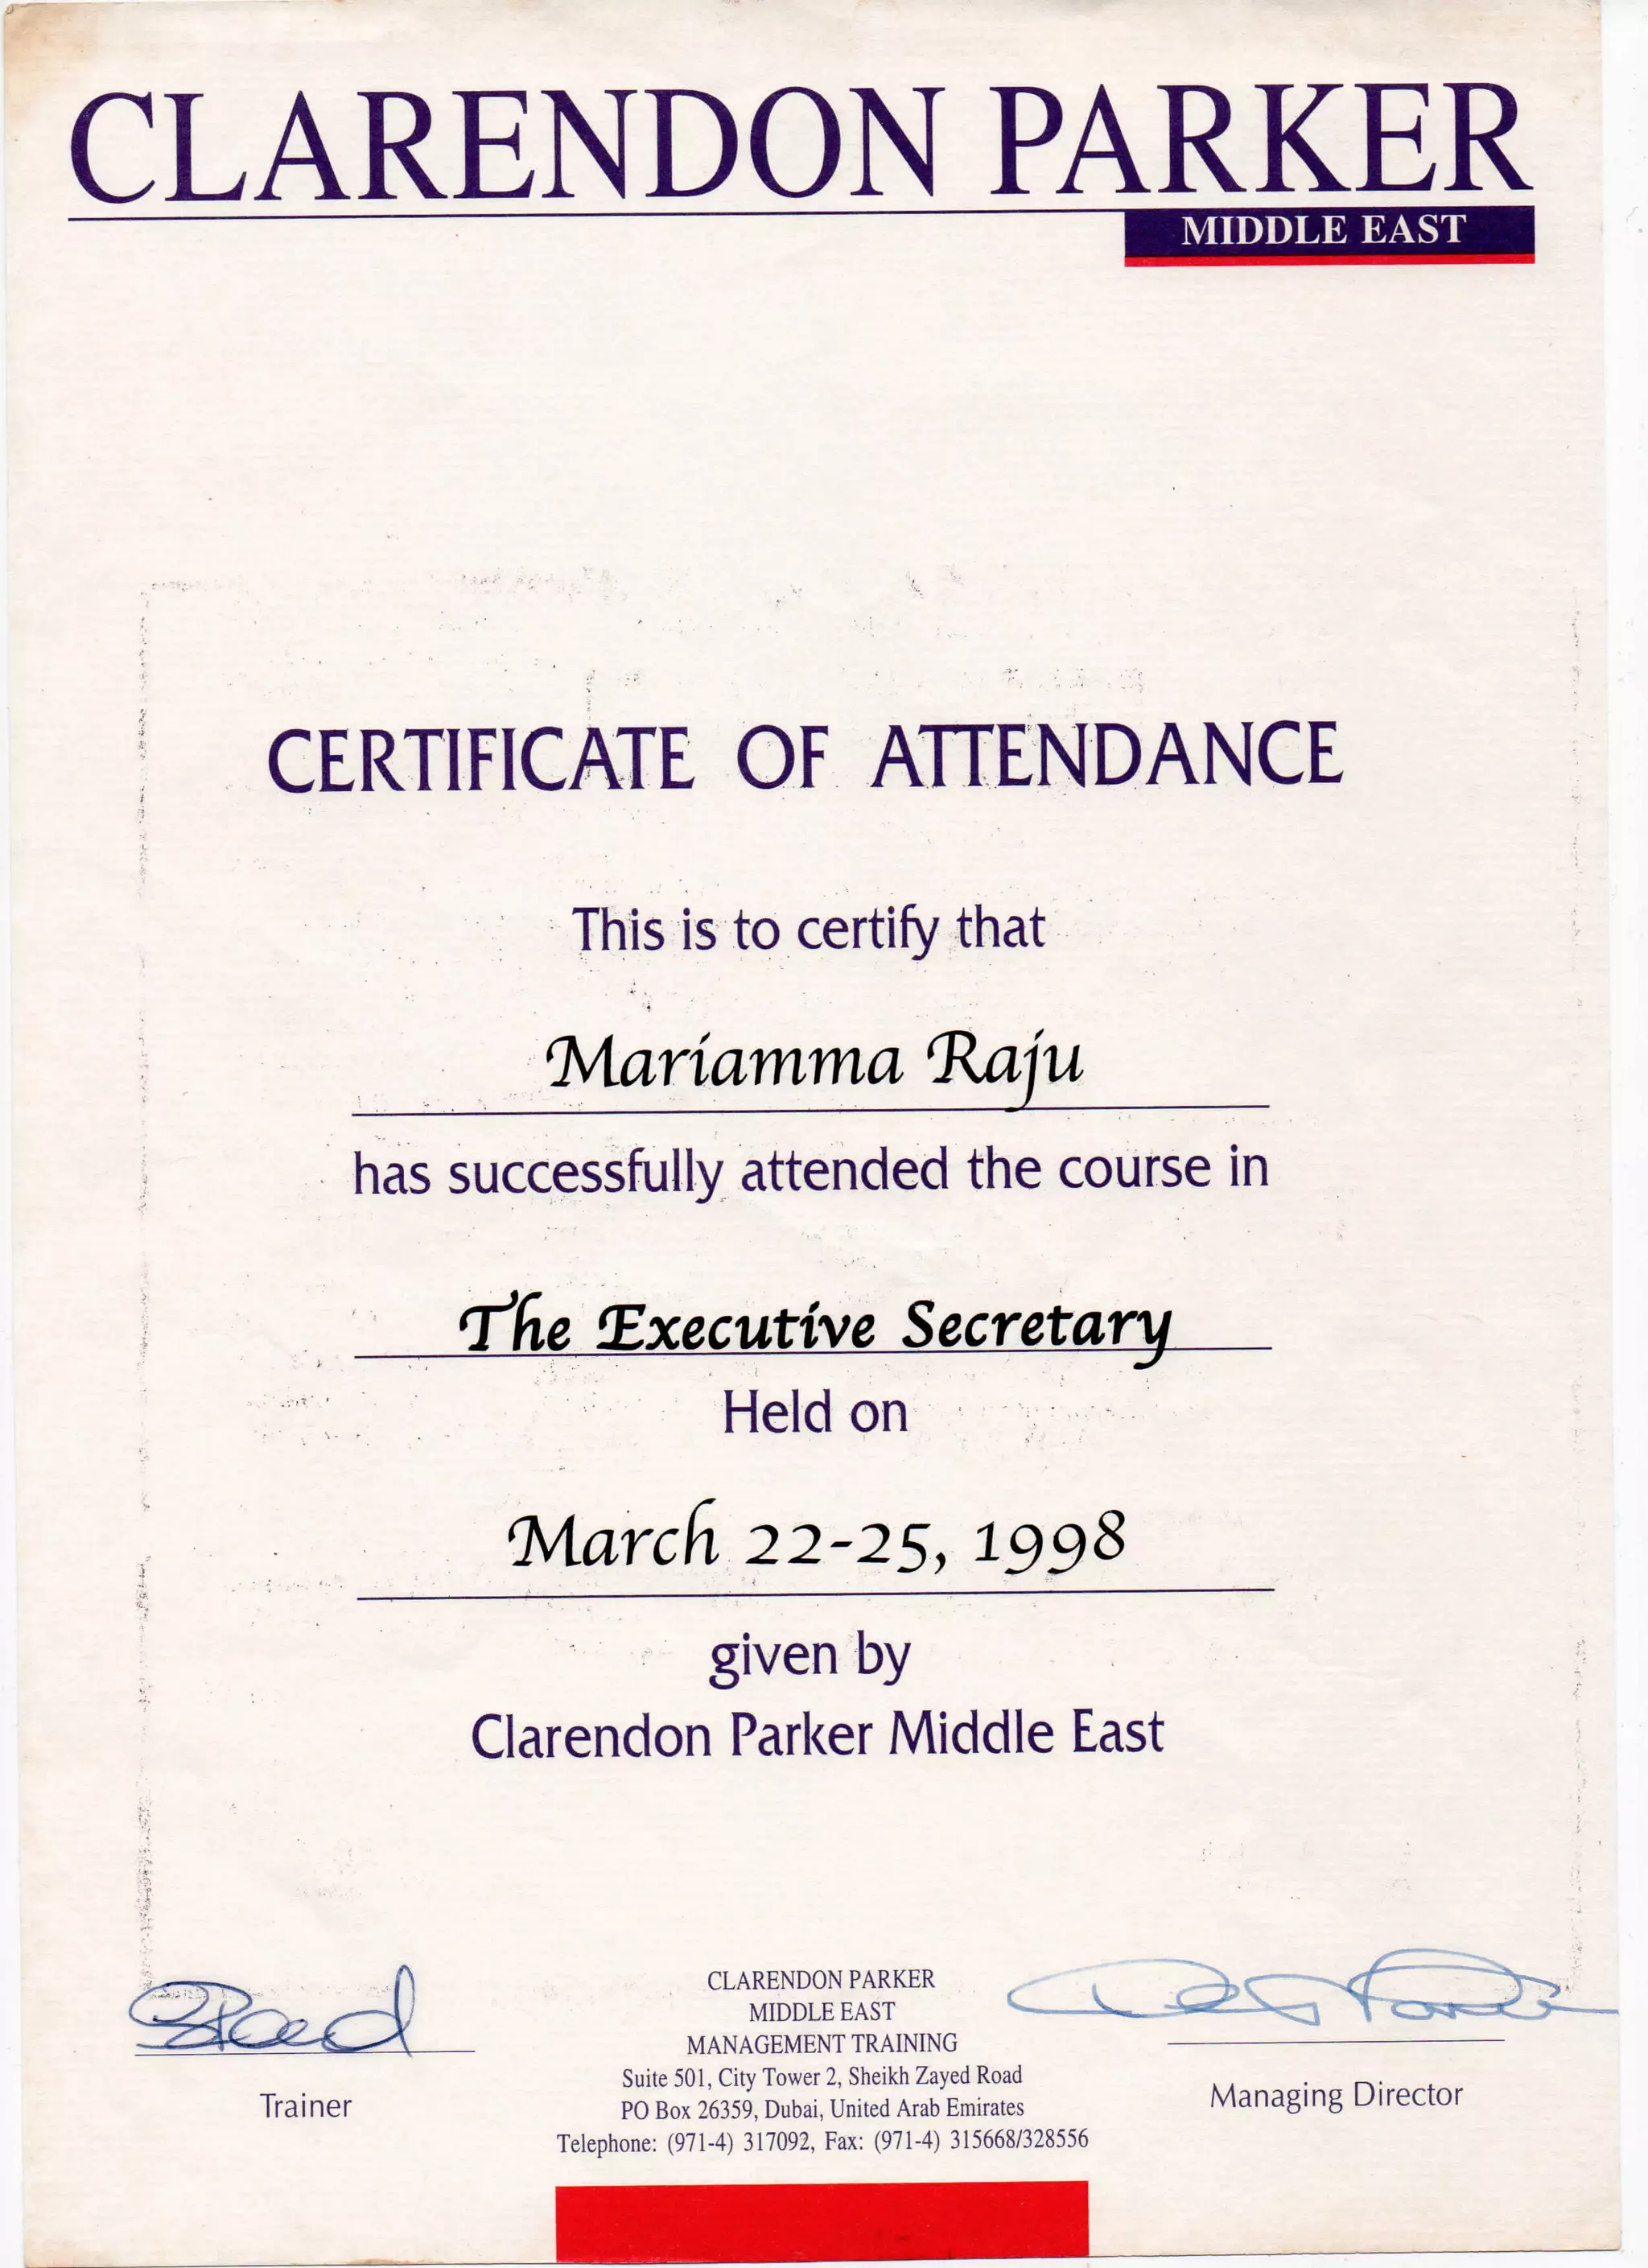 CLARENDON PARKER
MIDDLE EAST
CERTIFICATE OF ATTENDANCE
This is to certify that
Mariamma Raju
has successfully attended the course in
The Executive Secretary
Held on
March 22-25, 1998
given by
Clarendon Parker Middle East
Trainer
CLARENDON PARKER
MIDDLE EAST
MANAGEMENT TRAINING
Suite 501, City Tower 2, Sheikh Zayed Road
PO Box 26359, Dubai, United Arab Emirates
Telephone: (971-4) 317092, Fax: (971-4) 315668/328556
Managing Director